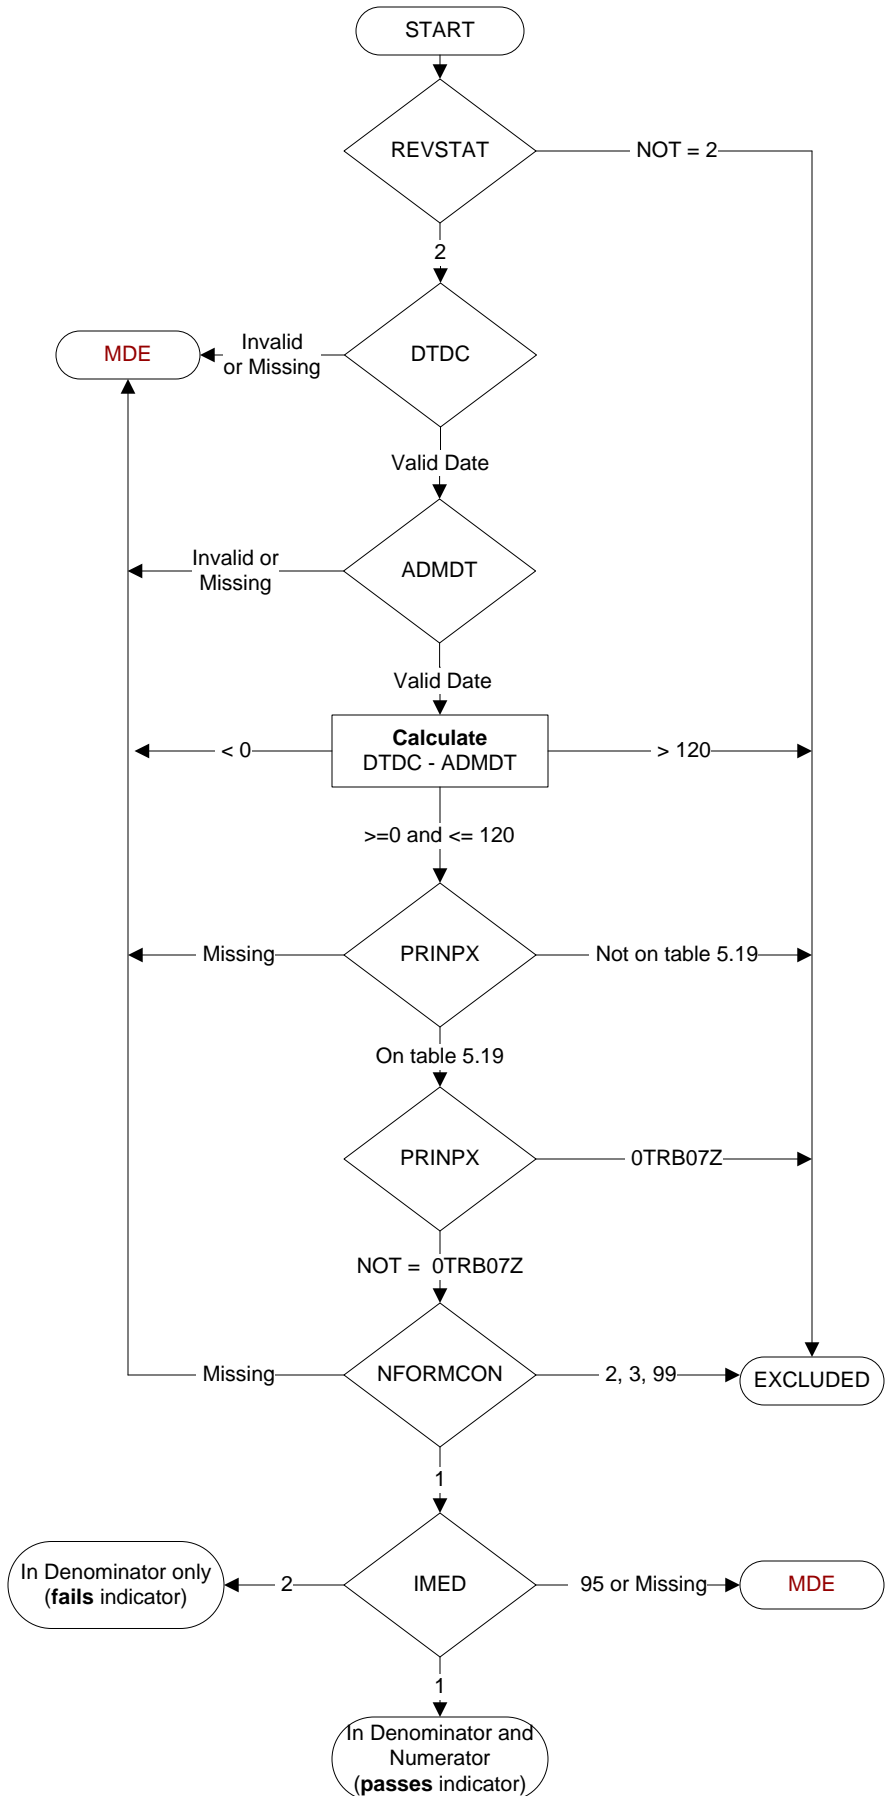 START
REVSTAT
NOT = 2
2
DTDC
Invalid
or Missing
MDE
Valid Date
ADMDT
Invalid or
Missing
Valid Date
Calculate
DTDC - ADMDT
< 0
> 120
>=0 and <= 120
PRINPX
Missing
Not on table 5.19
On table 5.19
PRINPX
0TRB07Z
NOT = 0TRB07Z
NFORMCON
Missing
2, 3, 99
EXCLUDED
1
IMED
2
In Denominator only
(fails indicator)
95 or Missing
MDE
1
In Denominator and
Numerator
(passes indicator)